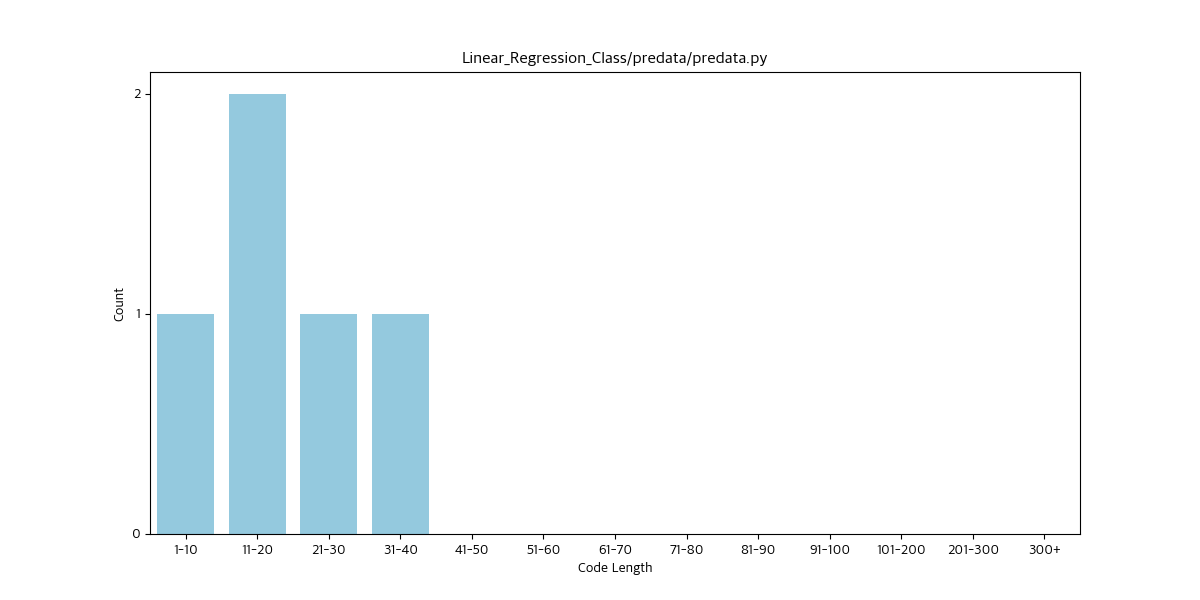 Linear_Regression_Class/predata/predata.py
2
1
0
Count
1-10 11-20 21-30 31-40 41-50 51-60 61-70 71-80 81-90 91-100 101-200 201-300 300+
Code Length